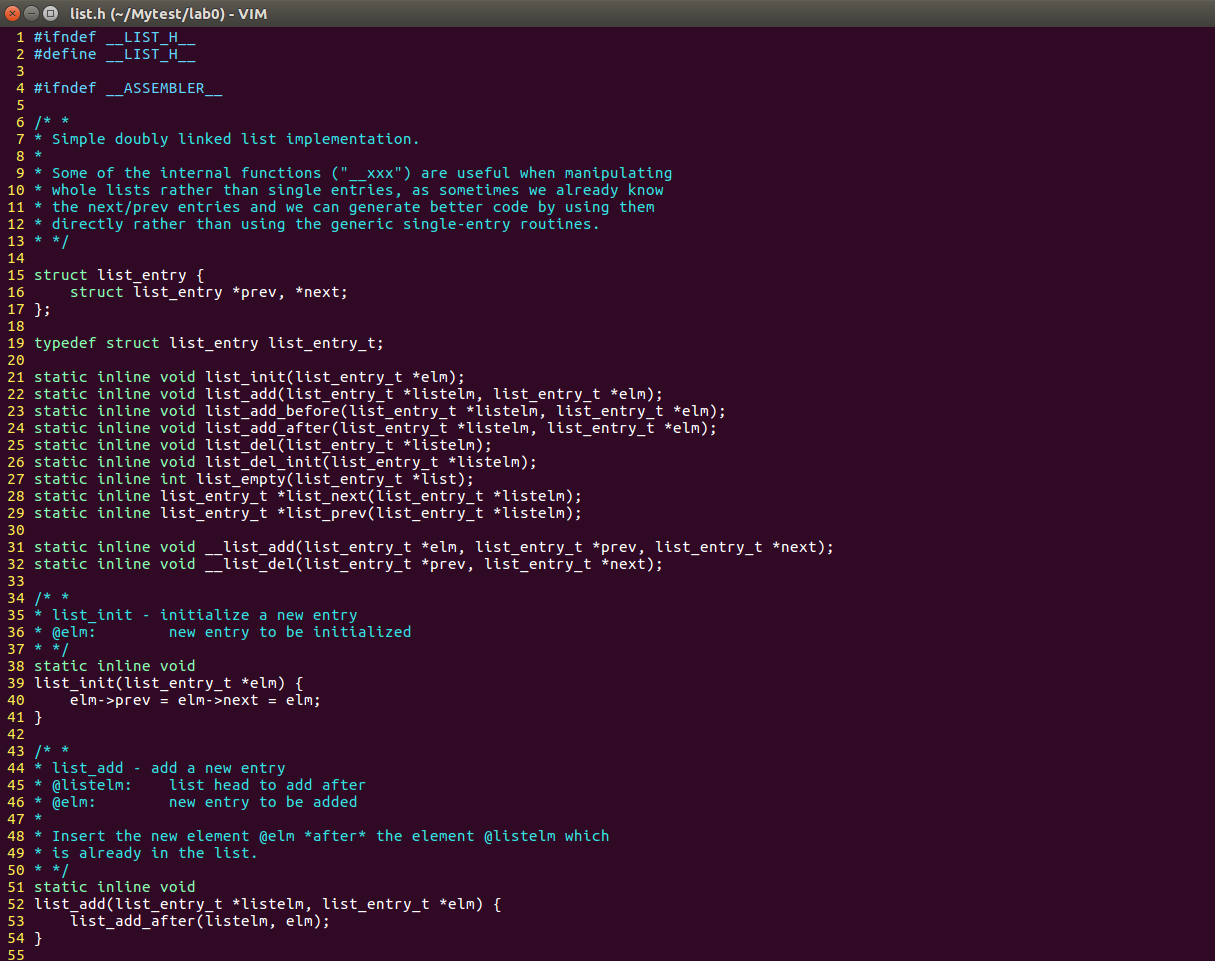 list.h (~/Mytest/lab0) - VIM
1 #ifndef __LIST_H__
2 #define __LIST_H__
3
4 #ifndef __ASSEMBLER__
5
6 /* *
7 * Simple doubly linked list implementation.
8 *
9 * Some of the internal functions ("__xxx") are useful when manipulating
10 * whole lists rather than single entries, as sometimes we already know
11 * the next/prev entries and we can generate better code by using them
12 * directly rather than using the generic single-entry routines.
13 * */
14
15 struct list_entry {
16     struct list_entry *prev, *next;
17 };
18
19 typedef struct list_entry list_entry_t;
20
21 static inline void list_init(list_entry_t *elm);
22 static inline void list_add(list_entry_t *listelm, list_entry_t *elm);
23 static inline void list_add_before(list_entry_t *listelm, list_entry_t *elm);
24 static inline void list_add_after(list_entry_t *listelm, list_entry_t *elm);
25 static inline void list_del(list_entry_t *listelm);
26 static inline void list_del_init(list_entry_t *listelm);
27 static inline int list_empty(list_entry_t *list);
28 static inline list_entry_t *list_next(list_entry_t *listelm);
29 static inline list_entry_t *list_prev(list_entry_t *listelm);
30
31 static inline void __list_add(list_entry_t *elm, list_entry_t *prev, list_entry_t *next);
32 static inline void __list_del(list_entry_t *prev, list_entry_t *next);
33
34 /* *
35 * list_init - initialize a new entry
36 * @elm:        new entry to be initialized
37 * */
38 static inline void
39 list_init(list_entry_t *elm) {
40     elm->prev = elm->next = elm;
41 }
42
43 /* *
44 * list_add - add a new entry
45 * @listelm:    list head to add after
46 * @elm:        new entry to be added
47 *
48 * Insert the new element @elm *after* the element @listelm which
49 * is already in the list.
50 * */
51 static inline void
52 list_add(list_entry_t *listelm, list_entry_t *elm) {
53     list_add_after(listelm, elm);
54 }
55